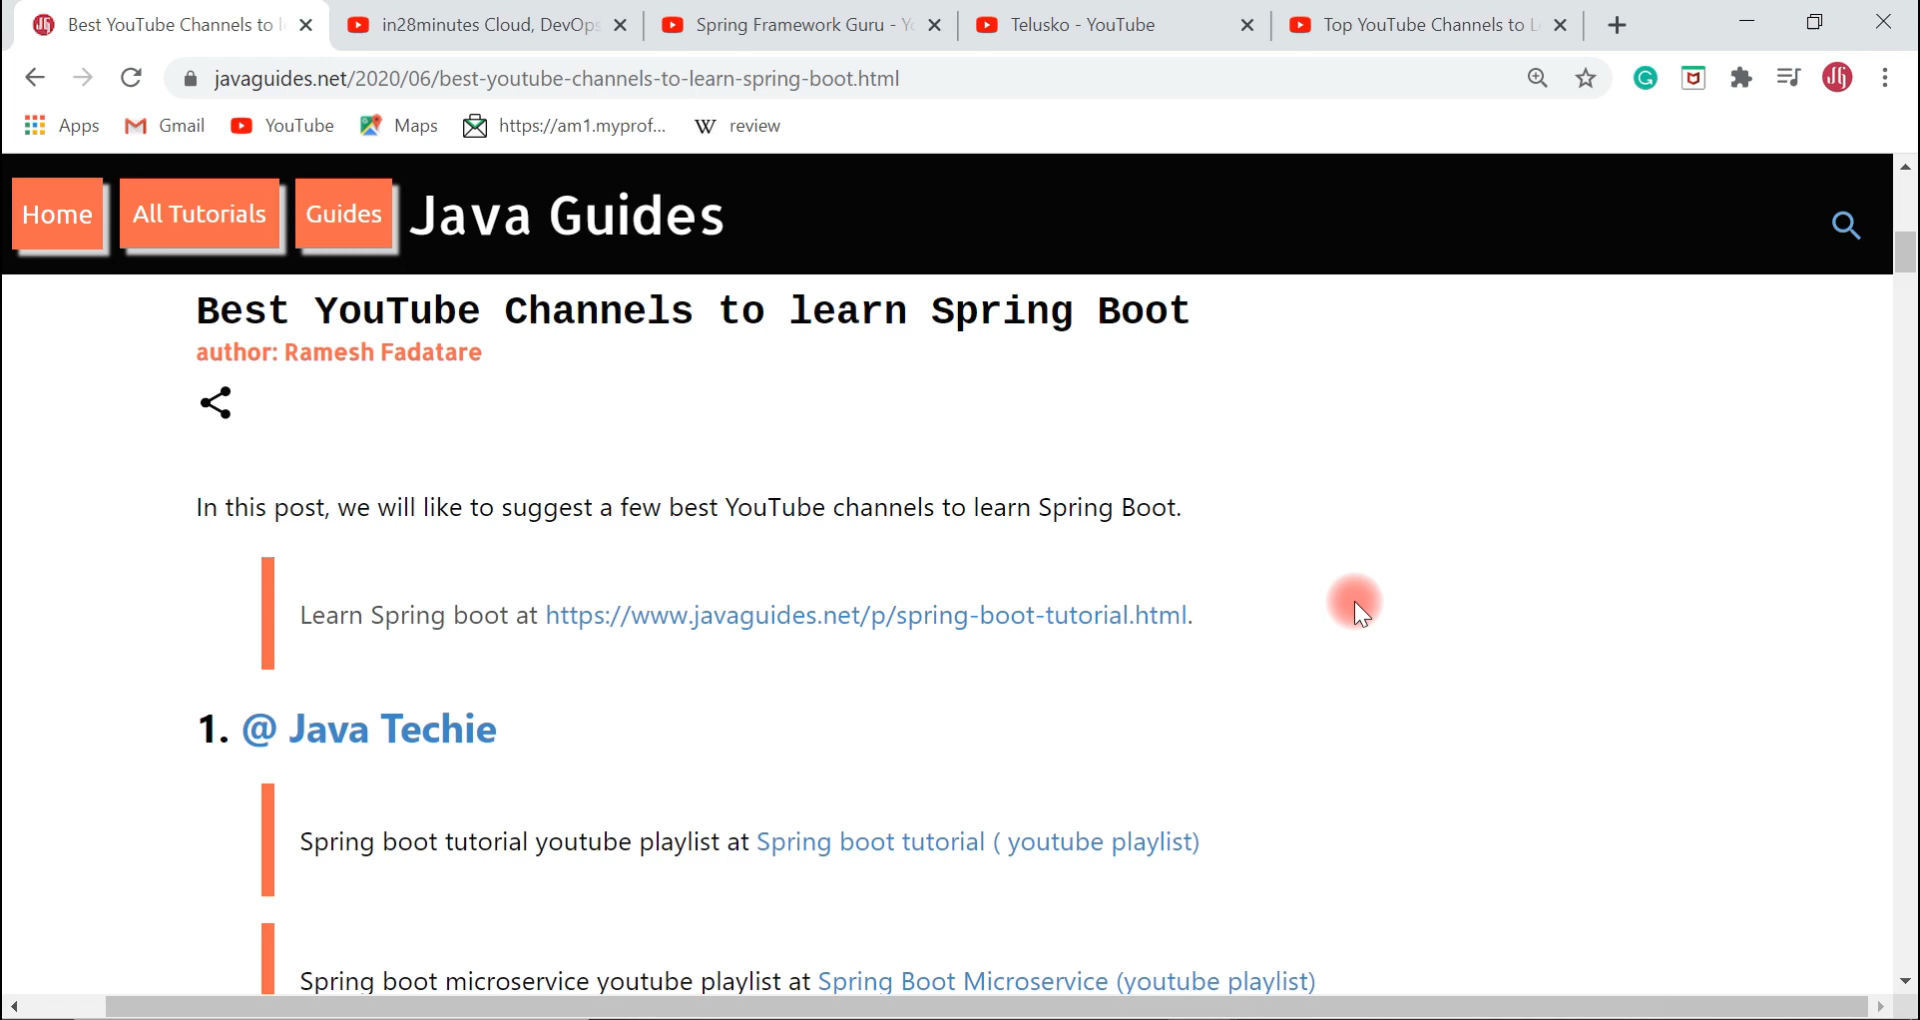 Best YouTube Channels to l
in28minutes Cloud, DevOps
Spring Framework Guru - Yo
Telusko - YouTube
Top YouTube Channels to L
javaguides.net/2020/06/best-youtube-channels-to-learn-spring-boot.html
Apps
Gmail
YouTube
Maps
https://am1.myprof...
W review
Home
All Tutorials
Guides
Java Guides
Best YouTube Channels to learn Spring Boot
author: Ramesh Fadatare
In this post, we will like to suggest a few best YouTube channels to learn Spring Boot.
Learn Spring boot at https://www.javaguides.net/p/spring-boot-tutorial.html.
1. @ Java Techie
Spring boot tutorial youtube playlist at Spring boot tutorial ( youtube playlist)
Spring boot microservice youtube playlist at Spring Boot Microservice (youtube playlist)